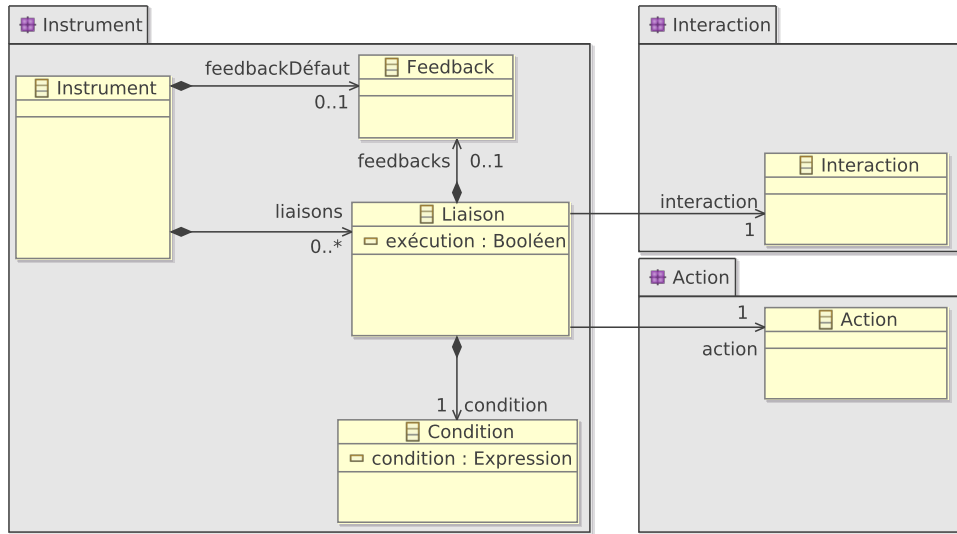 Instrument
Interaction
Instrument
feedbackDéfaut
0..1
Feedback
feedbacks
0..1
Interaction
liaisons
0..*
Liaison
exécution : Booléen
interaction
1
Action
1
action
Action
1
condition
Condition
condition : Expression